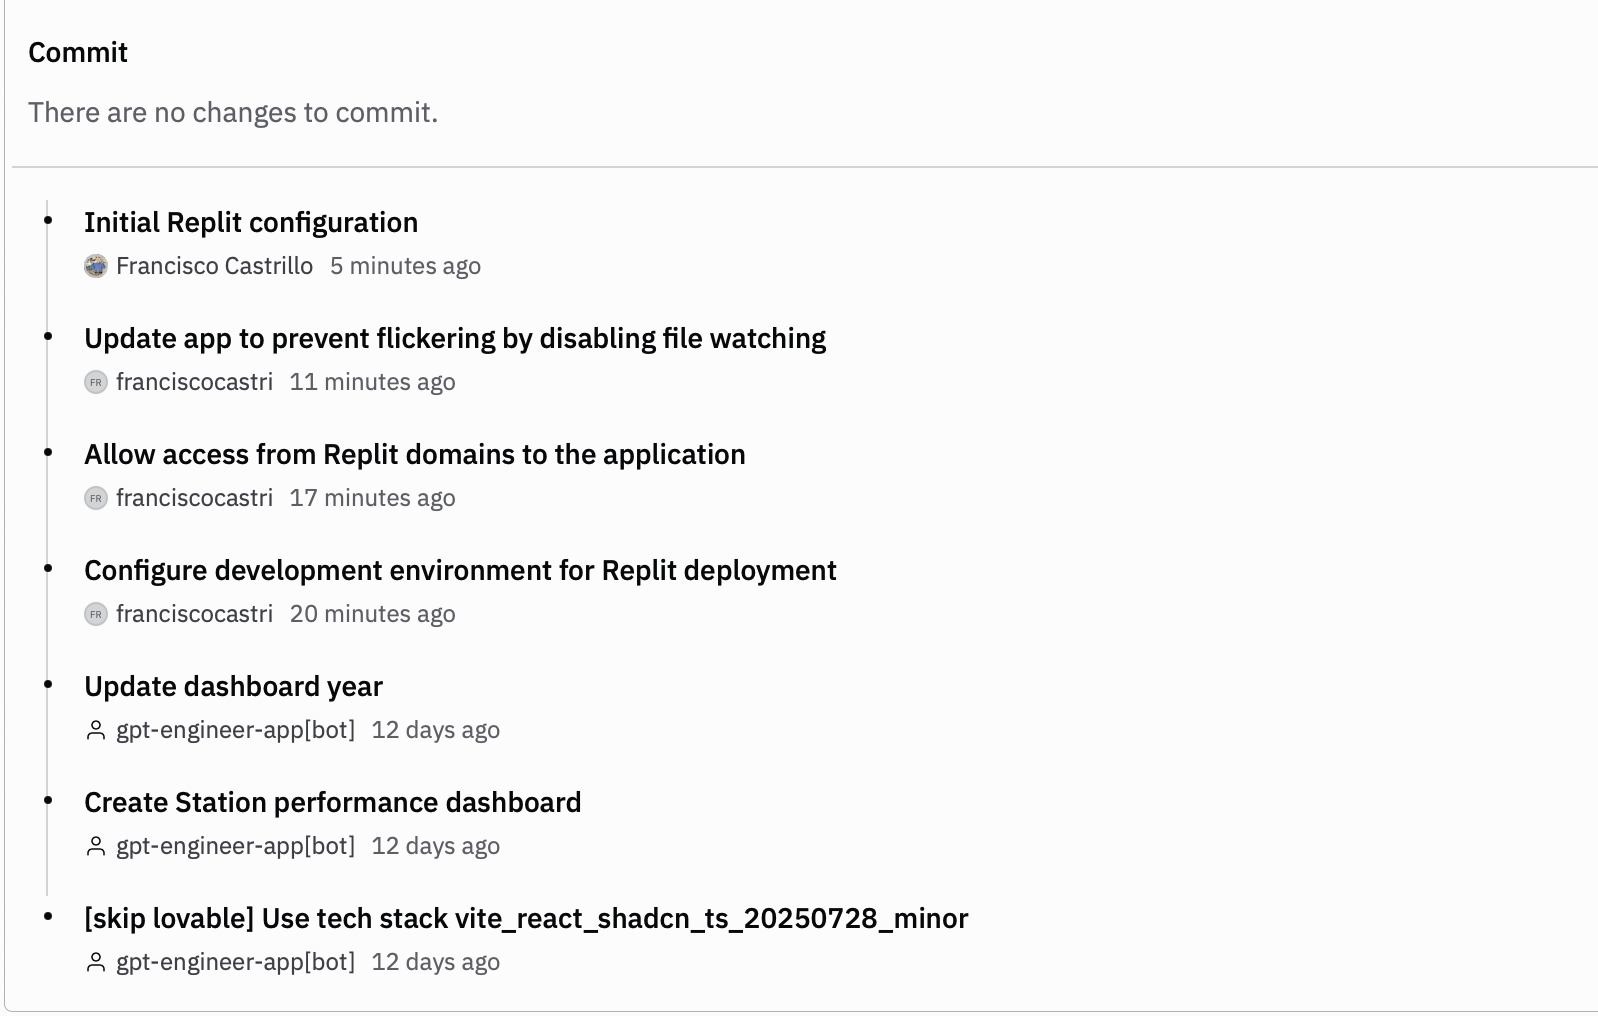 Commit
There are no changes to commit.
Initial Replit configuration
Francisco Castrillo 5 minutes ago
Update app to prevent flickering by disabling file watching
FR franciscocastri 11 minutes ago
Allow access from Replit domains to the application
FR franciscocastri 17 minutes ago
Configure development environment for Replit deployment
FR franciscocastri 20 minutes ago
Update dashboard year
gpt-engineer-app[bot] 12 days ago
Create Station performance dashboard
gpt-engineer-app[bot] 12 days ago
[skip lovable] Use tech stack vite_react_shadcn_ts_20250728_minor
gpt-engineer-app[bot] 12 days ago